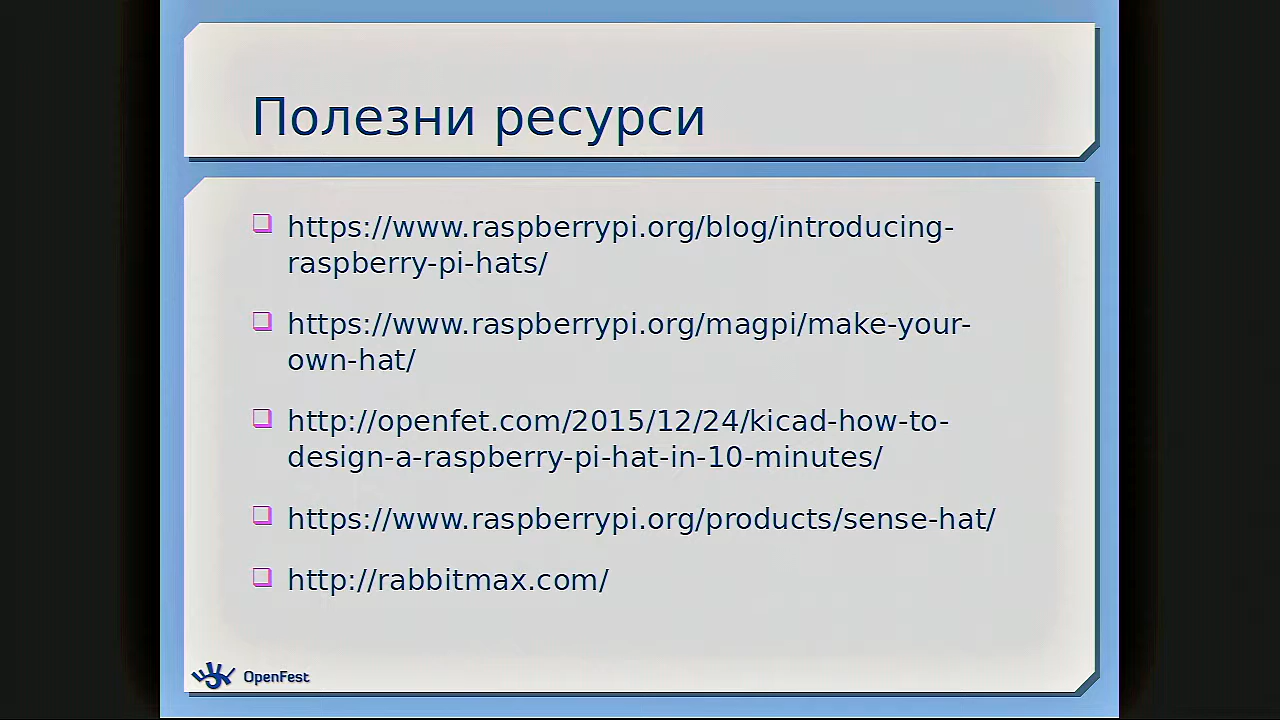 Полезни ресурси
https://www.raspberrypi.org/blog/introducing-
raspberry-pi-hats/
https://www.raspberrypi.org/magpi/make-your-
own-hat/
http://openfet.com/2015/12/24/kicad-how-to-
design-a-raspberry-pi-hat-in-10-minutes/
https://www.raspberrypi.org/products/sense-hat/
http://rabbitmax.com/
OpenFest